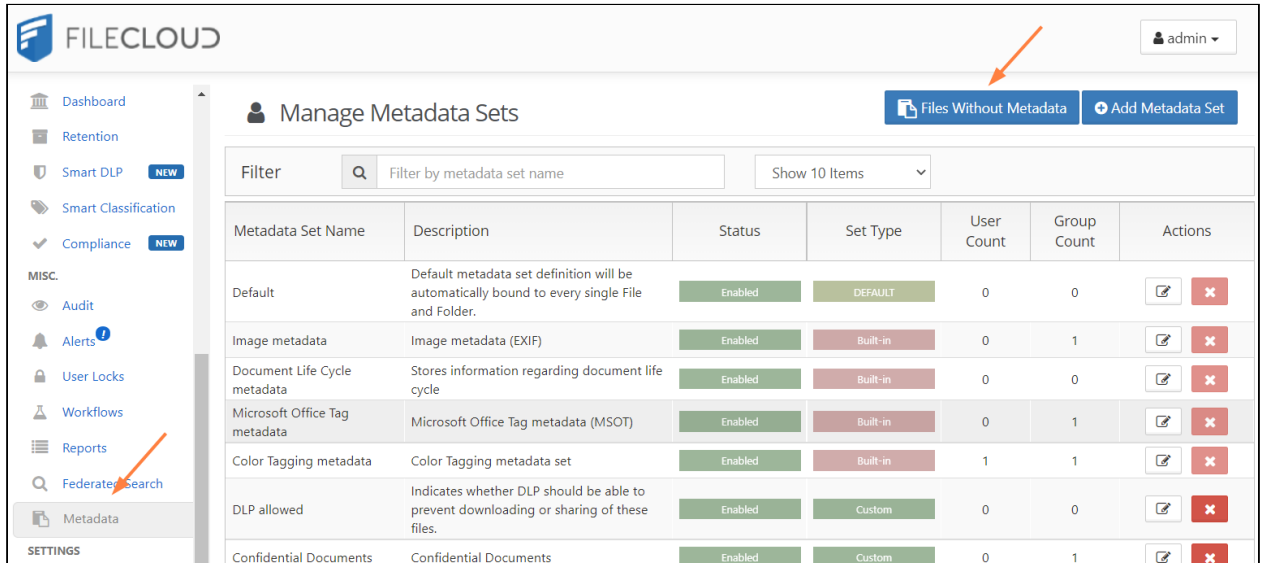 FILECLOUD
admin
Dashboard
Retention
Smart DLP NEW
Smart Classification
Compliance NEW
MISC.
Audit
Alerts !
User Locks
Workflows
Reports
Federated Search
Metadata
SETTINGS
Manage Metadata Sets
Files Without Metadata
Add Metadata Set
Filter
Filter by metadata set name
Show 10 Items
Metadata Set Name Description Status Set Type User Count Group Count Actions
Default
Default metadata set definition will be
automatically bound to every single File
and Folder.
Enabled DEFAULT 0 0
Image metadata Image metadata (EXIF) Enabled Built-in 0 1
Document Life Cycle
metadata
Stores information regarding document life
cycle
Enabled Built-in 0 0
Microsoft Office Tag
metadata
Microsoft Office Tag metadata (MSOT) Enabled Built-in 0 1
Color Tagging metadata Color Tagging metadata set Enabled Built-in 1 1
DLP allowed
Indicates whether DLP should be able to
prevent downloading or sharing of these
files.
Enabled Custom 0 0
Confidential Documents Confidential Documents Enabled Custom 0 1